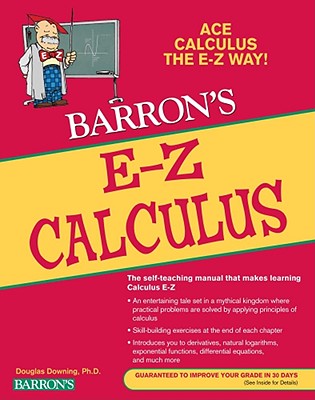 ACE
CALCULUS
THE E-Z WAY!
E-Z
BARRON'S
E-Z
CALCULUS
The self-teaching manual that makes learning
Calculus E-Z
• An entertaining tale set in a mythical kingdom where
practical problems are solved by applying principles of
calculus
• Skill-building exercises at the end of each chapter
• Introduces you to derivatives, natural logarithms,
exponential functions, differential equations,
and much more
Douglas Downing, Ph.D.
BARRON'S
GUARANTEED TO IMPROVE YOUR GRADE IN 30 DAYS
(See Inside for Details)